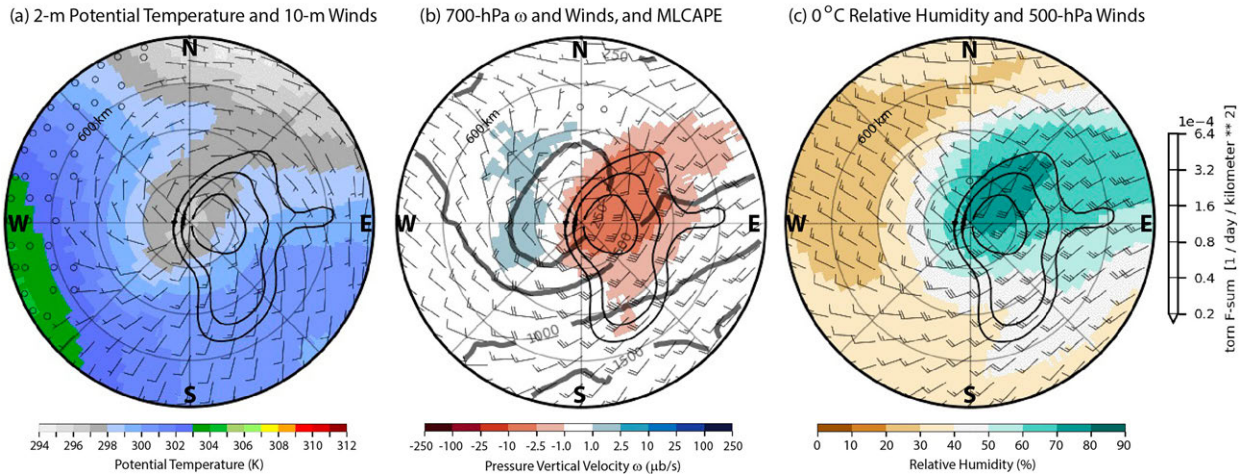 (a) 2-m Potential Temperature and 10-m Winds
(b) 700-hPa ω and Winds, and MLCAPE
(c) 0°C Relative Humidity and 500-hPa Winds
N
600 km
W
E
S
294 296 298 300 302 304 306 308 310 312
Potential Temperature (K)
N
250
600 km
W
E
1000
1500
S
-250 -100 -25 -10 -2.5 -1.0 1.0 2.5 10 25 100 250
Pressure Vertical Velocity ω (μb/s)
N
600 km
W
E
S
0 10 20 30 40 50 60 70 80 90
Relative Humidity (%)
1e−4
6.4
3.2
1.6
0.8
0.4
0.2
torn F-sum [1 / day / kilometer ** 2]